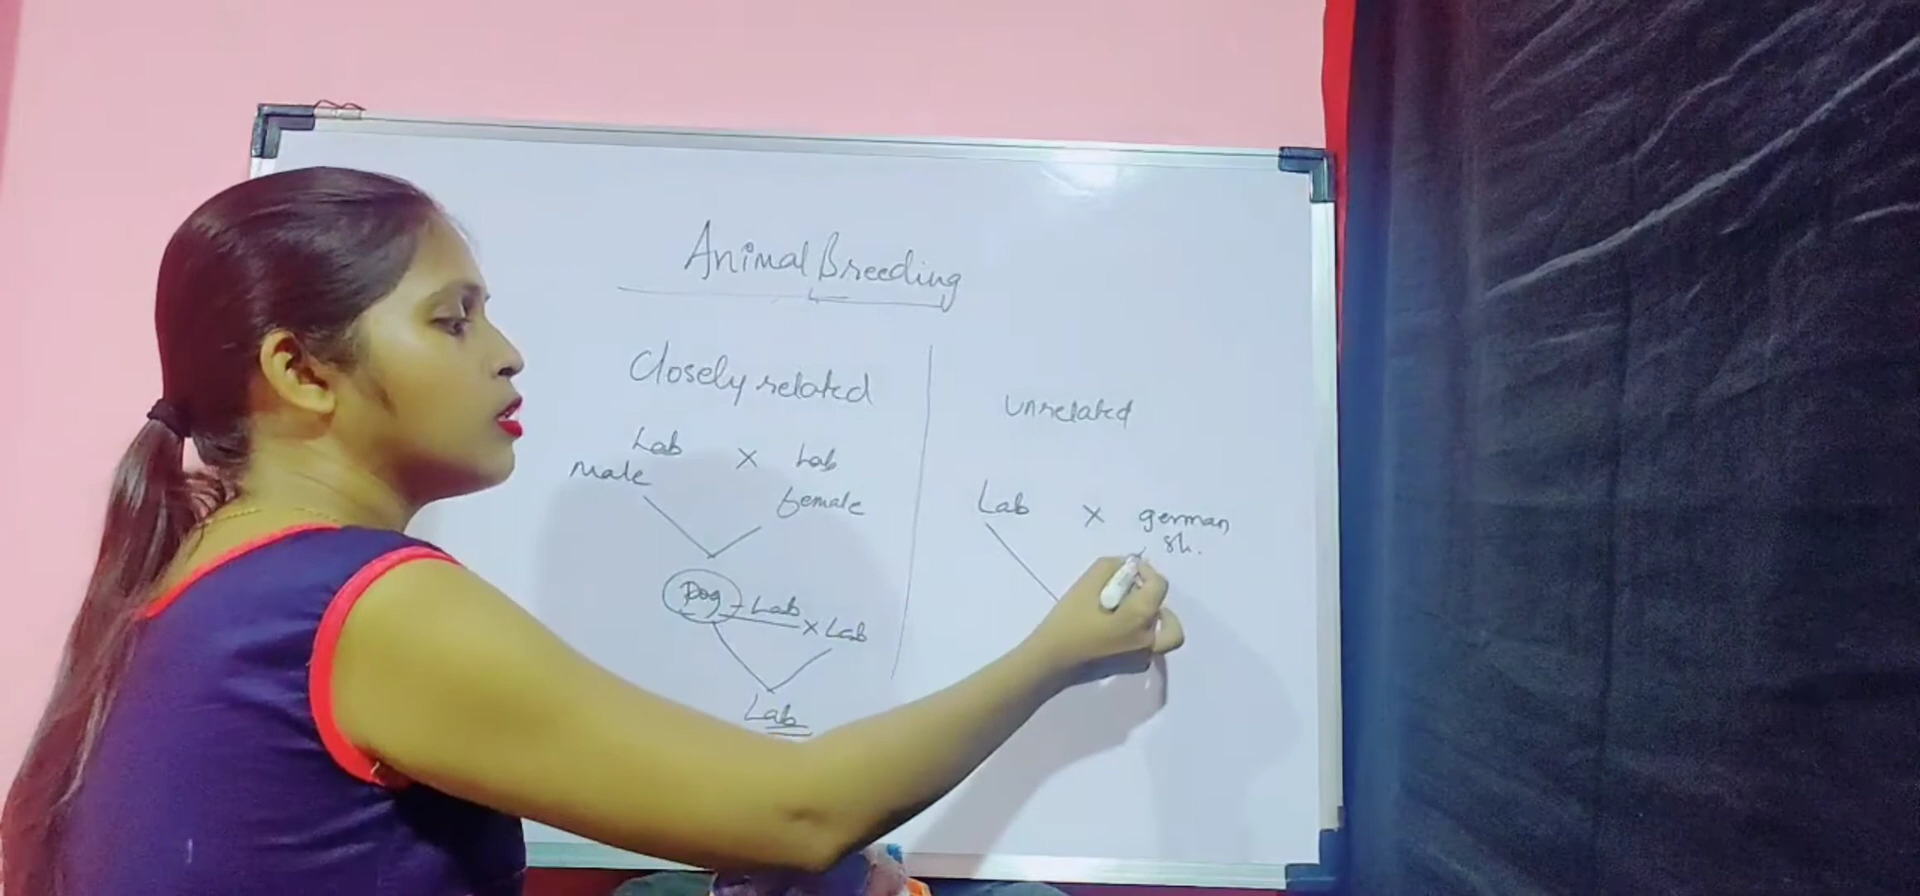 Animal Breeding
Closely related
Lab × Lab
Male female
Dog - Lab × Lab
Lab
unrelated
Lab × german
sh.